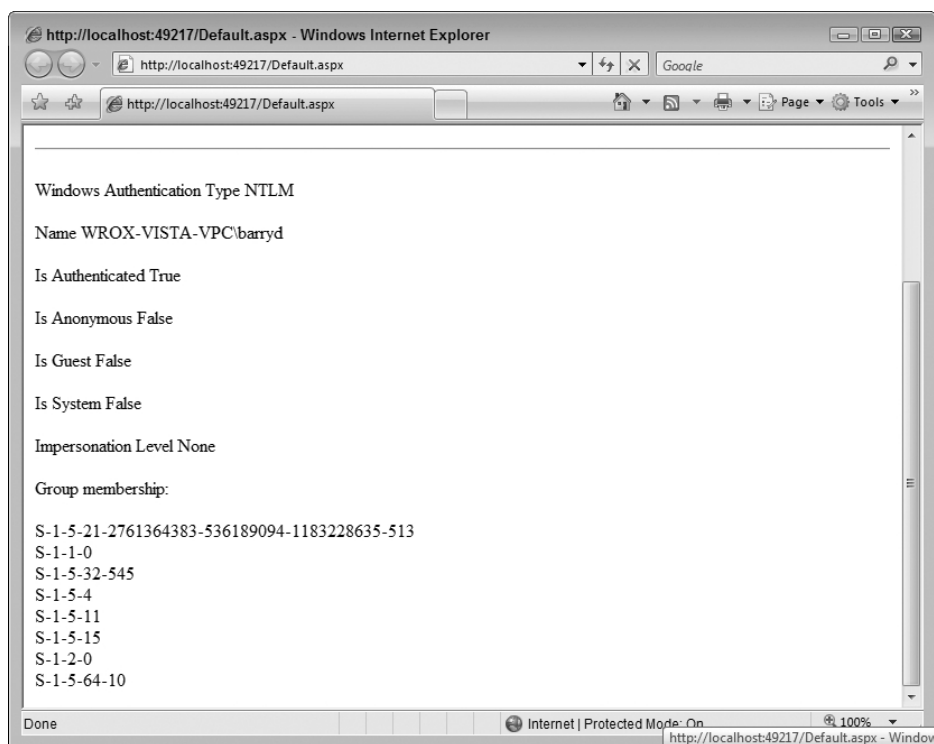 http://localhost:49217/Default.aspx - Windows Internet Explorer
http://localhost:49217/Default.aspx
Google
http://localhost:49217/Default.aspx
Page
Tools
Windows Authentication Type NTLM
Name WROX-VISTA-VPC\barryd
Is Authenticated True
Is Anonymous False
Is Guest False
Is System False
Impersonation Level None
Group membership:
S-1-5-21-2761364383-536189094-1183228635-513
S-1-1-0
S-1-5-32-545
S-1-5-4
S-1-5-11
S-1-5-15
S-1-2-0
S-1-5-64-10
Done
Internet | Protected Mode: On
100%
http://localhost:49217/Default.aspx - Window